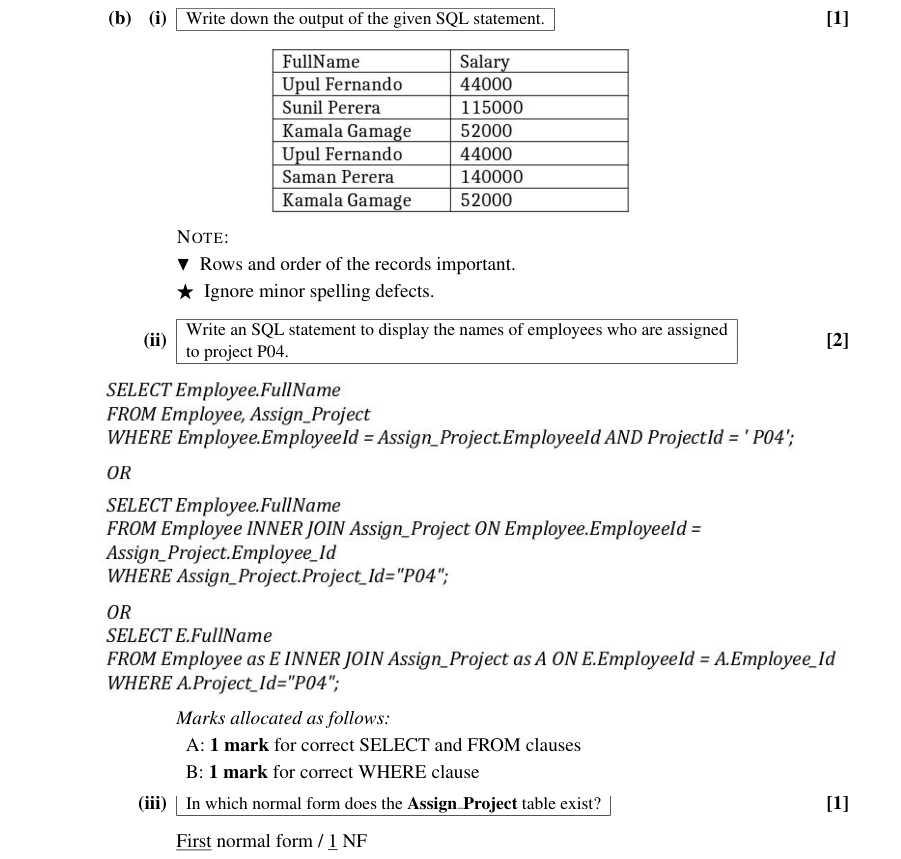 (b) (i) Write down the output of the given SQL statement. [1]
FullName Salary
Upul Fernando 44000
Sunil Perera 115000
Kamala Gamage 52000
Upul Fernando 44000
Saman Perera 140000
Kamala Gamage 52000
NOTE:
▼ Rows and order of the records important.
★ Ignore minor spelling defects.
(ii) Write an SQL statement to display the names of employees who are assigned
to project P04. [2]
SELECT Employee.FullName
FROM Employee, Assign_Project
WHERE Employee.EmployeeId = Assign_Project.EmployeeId AND ProjectId = ' P04';
OR
SELECT Employee.FullName
FROM Employee INNER JOIN Assign_Project ON Employee.EmployeeId =
Assign_Project.Employee_Id
WHERE Assign_Project.Project_Id="P04";
OR
SELECT E.FullName
FROM Employee as E INNER JOIN Assign_Project as A ON E.EmployeeId = A.Employee_Id
WHERE A.Project_Id="P04";
Marks allocated as follows:
A: 1 mark for correct SELECT and FROM clauses
B: 1 mark for correct WHERE clause
(iii) In which normal form does the Assign_Project table exist? [1]
First normal form / 1 NF